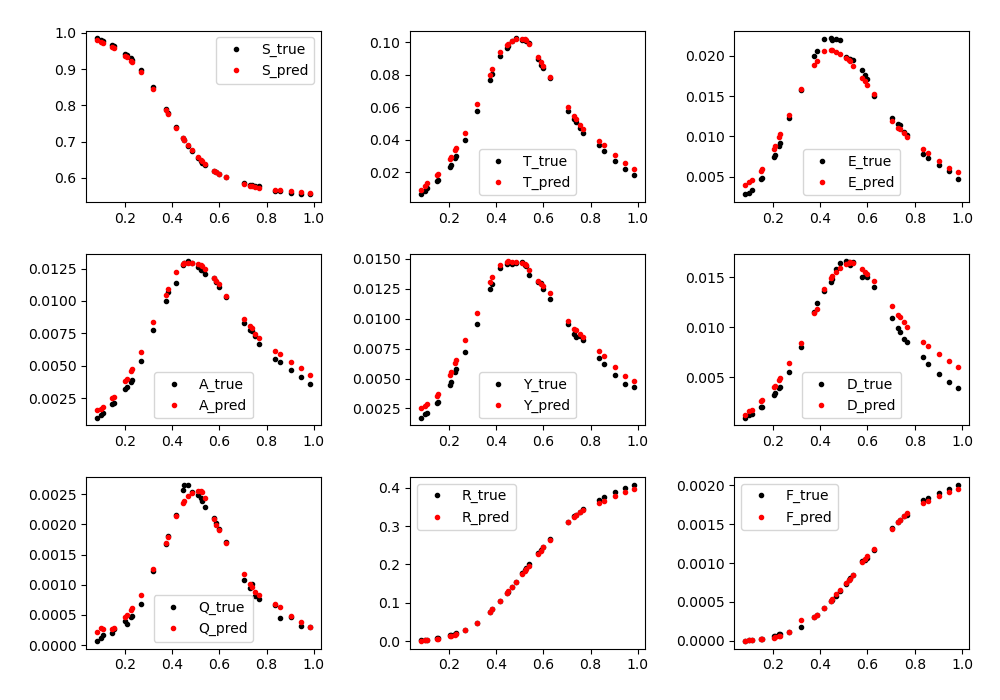 1.0
0.9
0.8
0.7
0.6
S_true
S_pred
0.2 0.4 0.6 0.8 1.0
0.10
0.08
0.06
0.04
0.02
T_true
T_pred
0.2 0.4 0.6 0.8 1.0
0.020
0.015
0.010
0.005
E_true
E_pred
0.2 0.4 0.6 0.8 1.0
0.0125
0.0100
0.0075
0.0050
0.0025
A_true
A_pred
0.2 0.4 0.6 0.8 1.0
0.0150
0.0125
0.0100
0.0075
0.0050
0.0025
Y_true
Y_pred
0.2 0.4 0.6 0.8 1.0
0.015
0.010
0.005
D_true
D_pred
0.2 0.4 0.6 0.8 1.0
0.0025
0.0020
0.0015
0.0010
0.0005
0.0000
Q_true
Q_pred
0.2 0.4 0.6 0.8 1.0
0.4
0.3
0.2
0.1
0.0
R_true
R_pred
0.2 0.4 0.6 0.8 1.0
0.0020
0.0015
0.0010
0.0005
0.0000
F_true
F_pred
0.2 0.4 0.6 0.8 1.0